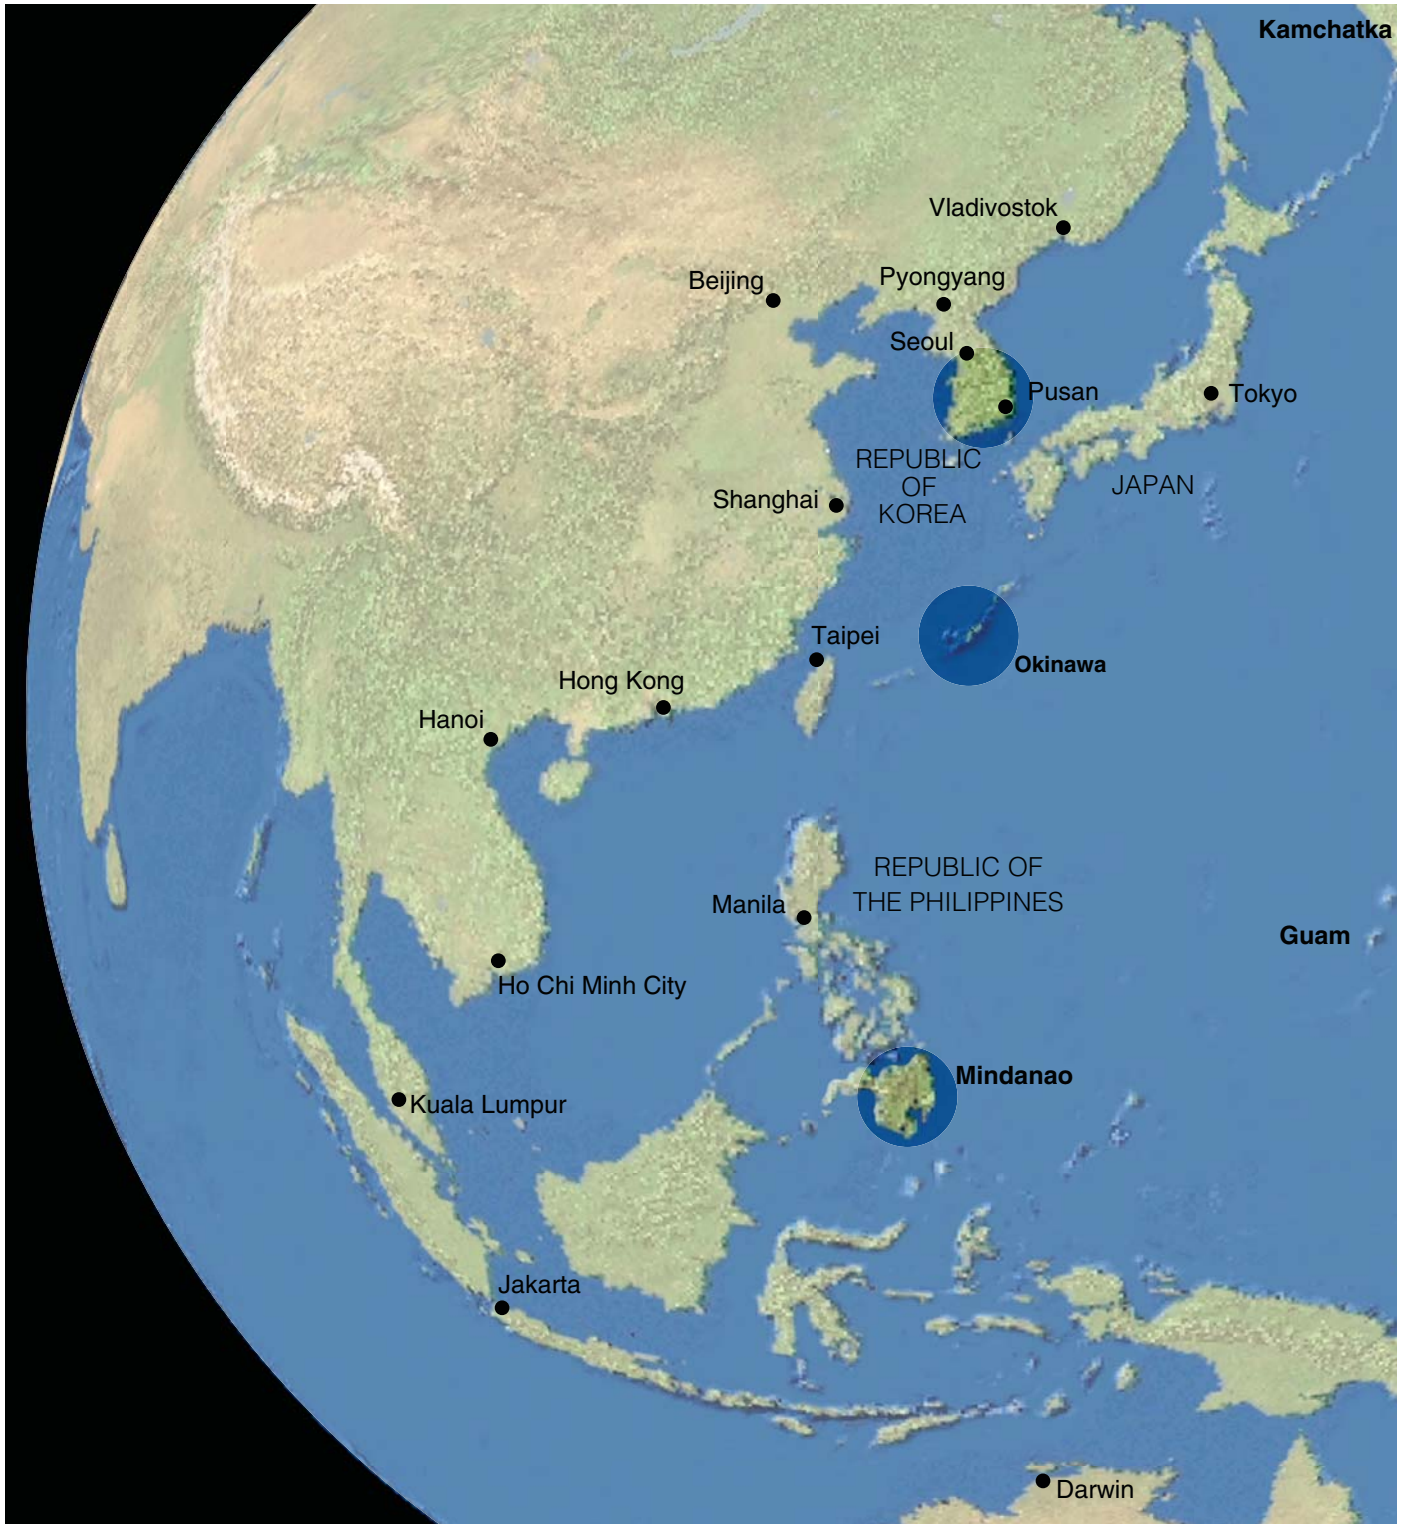 Kamchatka
Vladivostok
Beijing
Pyongyang
Seoul
Pusan
Tokyo
REPUBLIC
OF
KOREA
JAPAN
Shanghai
Taipei
Okinawa
Hong Kong
Hanoi
REPUBLIC OF
THE PHILIPPINES
Manila
Guam
Ho Chi Minh City
Mindanao
Kuala Lumpur
Jakarta
Darwin